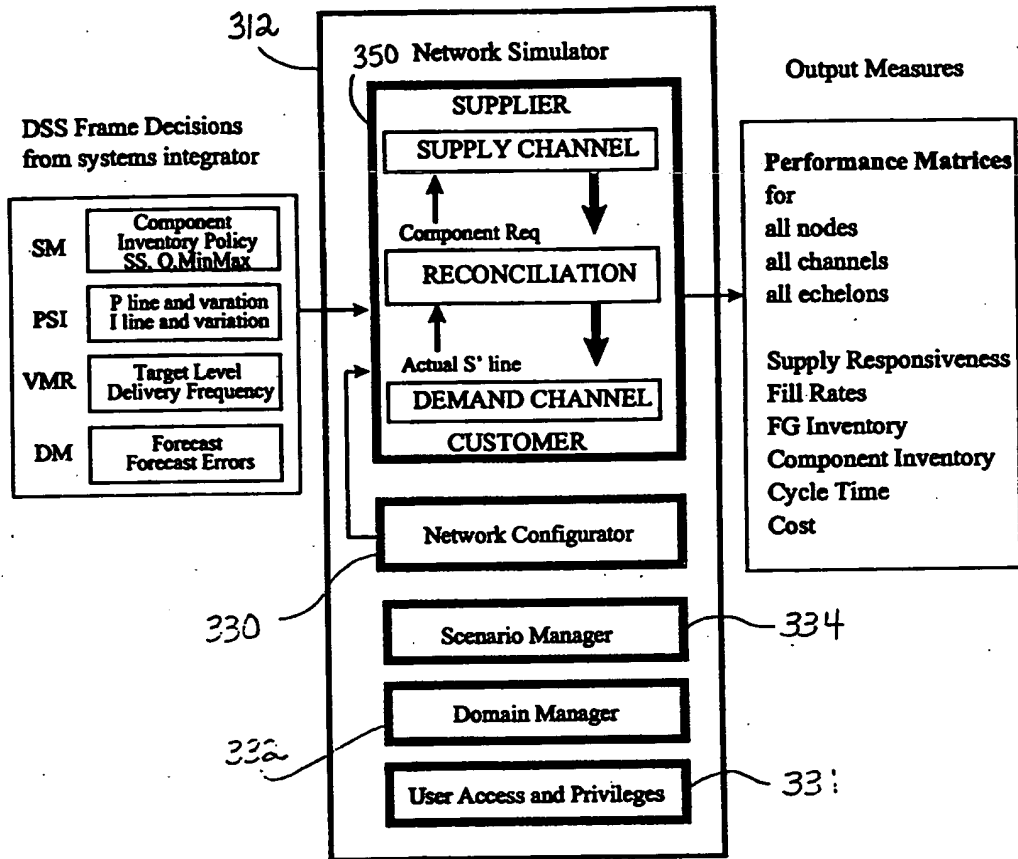 312
Network Simulator
350
SUPPLIER
SUPPLY CHANNEL
Component Req
RECONCILIATION
Actual S' line
DEMAND CHANNEL
CUSTOMER
DSS Frame Decisions
from systems integrator
SM
Component
Inventory Policy
SS, Q,MinMax
PSI
P line and varation
I line and variation
VMR
Target Level
Delivery Frequency
DM
Forecast
Forecast Errors
Network Configurator
330
Scenario Manager
334
Domain Manager
332
User Access and Privileges
Output Measures
Performance Matrices
for
all nodes
all channels
all echelons
Supply Responsiveness
Fill Rates
FG Inventory
Component Inventory
Cycle Time
Cost